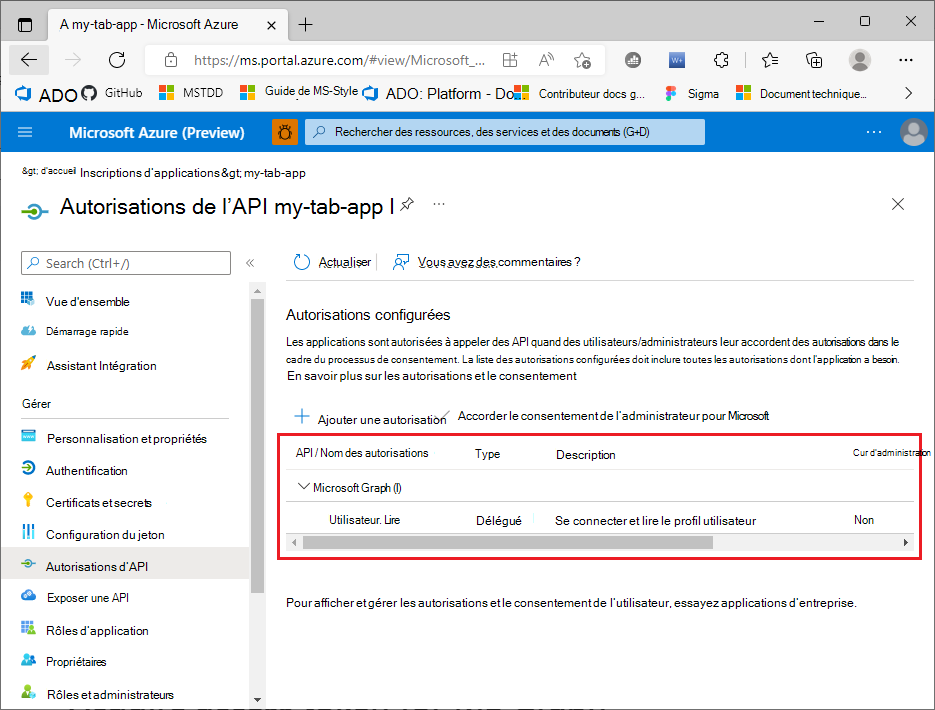 A my-tab-app - Microsoft Azure
https://ms.portal.azure.com/#view/Microsoft_...
ADO
GitHub
MSTDD
Guide de MS-Style
ADO: Platform - Do
Contributeur docs g...
Sigma
Document technique...
Microsoft Azure (Preview)
Rechercher des ressources, des services et des documents (G+D)
&gt; d'accueil Inscriptions d'applications&gt; my-tab-app
Autorisations de l'API my-tab-app I
Search (Ctrl+/)
Actualiser
Vous avez des commentaires ?
Vue d'ensemble
Démarrage rapide
Assistant Intégration
Gérer
Personnalisation et propriétés
Authentification
Certificats et secrets
Configuration du jeton
Autorisations d'API
Exposer une API
Rôles d'application
Propriétaires
Rôles et administrateurs
Autorisations configurées
Les applications sont autorisées à appeler des API quand des utilisateurs/administrateurs leur accordent des autorisations dans le
cadre du processus de consentement. La liste des autorisations configurées doit inclure toutes les autorisations dont l'application a besoin.
En savoir plus sur les autorisations et le consentement
Ajouter une autorisation
Accorder le consentement de l'administrateur pour Microsoft
API / Nom des autorisations
Type
Description
Cur d'administration
Microsoft Graph (I)
Utilisateur. Lire
Délégué
Se connecter et lire le profil utilisateur
Non
Pour afficher et gérer les autorisations et le consentement de l'utilisateur, essayez applications d'entreprise.